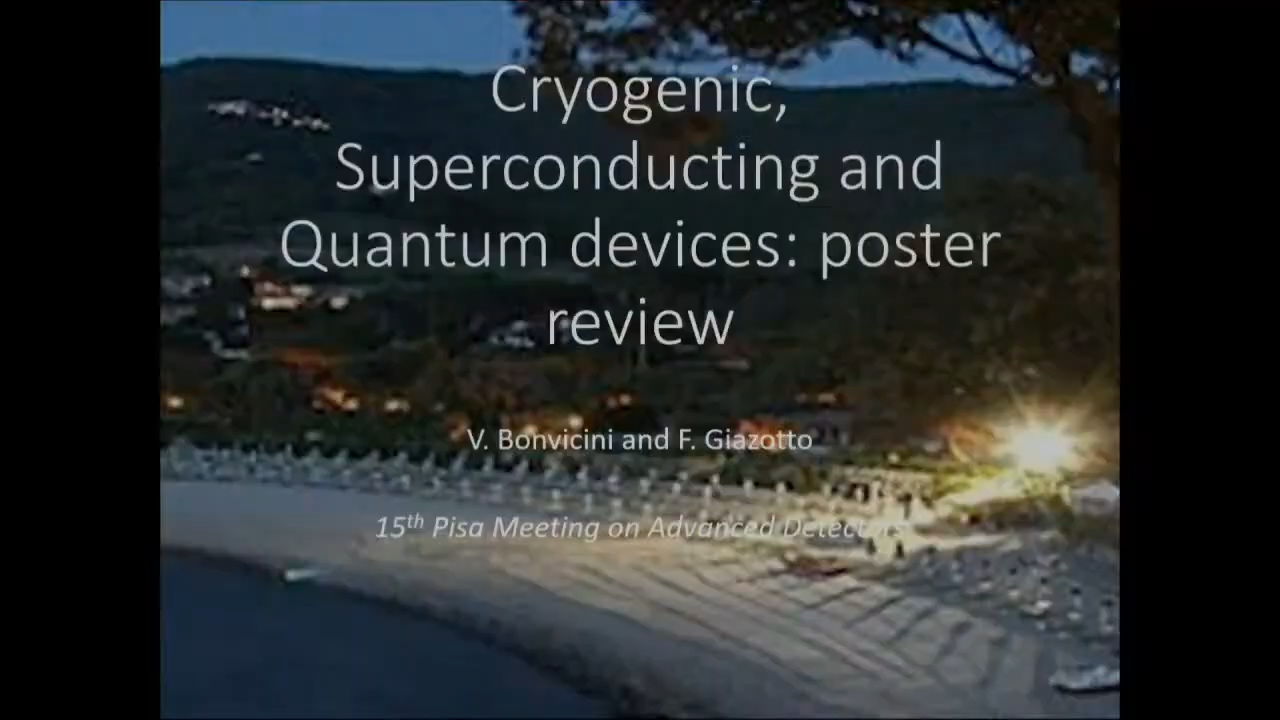 Cryogenic,
Superconducting and
Quantum devices: poster
review
V. Bonvicini and F. Giazotto
15th Pisa Meeting on Advanced Detectors